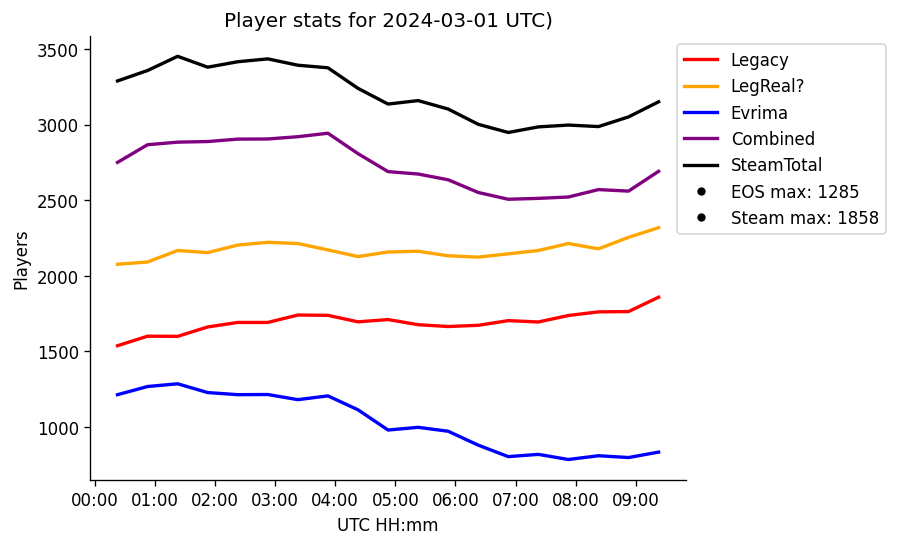 Player stats for 2024-03-01 UTC)
3500
3000
2500
2000
1500
1000
Players
00:00 01:00 02:00 03:00 04:00 05:00 06:00 07:00 08:00 09:00
UTC HH:mm
Legacy
LegReal?
Evrima
Combined
SteamTotal
EOS max: 1285
Steam max: 1858